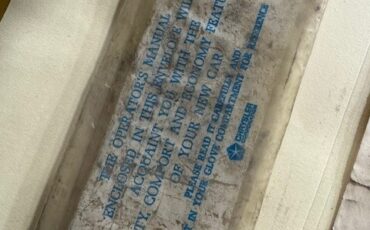 THE OPERATOR'S MANUAL
ENCLOSED IN THIS ENVELOPE WILL
ACQUAINT YOU WITH THE
COMFORT AND ECONOMY
OF YOUR NEW CAR.
PLEASE READ IT CAREFULLY AND
IN YOUR GLOVE COMPARTMENT FOR REFERENCE
CHRYSLER